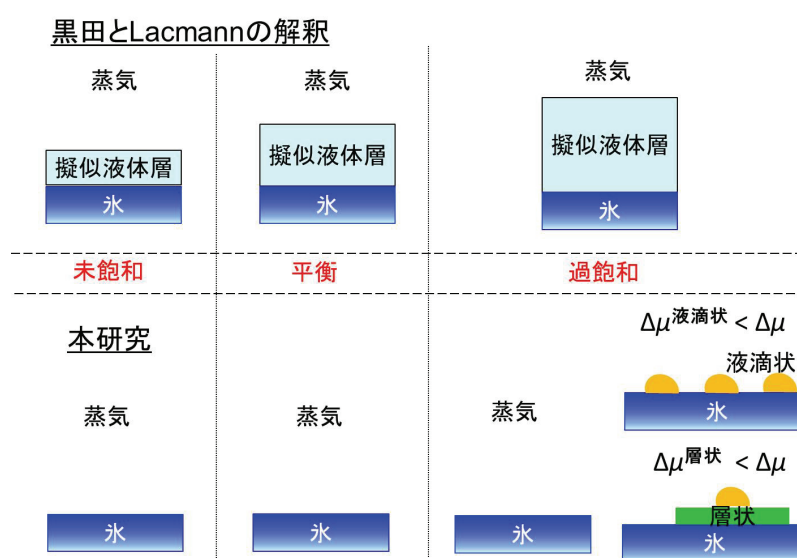 黒田とLacmannの解釈
蒸気
蒸気
蒸気
擬似液体層
擬似液体層
擬似液体層
氷
氷
氷
未飽和
平衡
過飽和
本研究
Δμ液滴状 < Δμ
液滴状
蒸気
蒸気
蒸気
氷
Δμ層状 < Δμ
層状
氷
氷
氷
氷